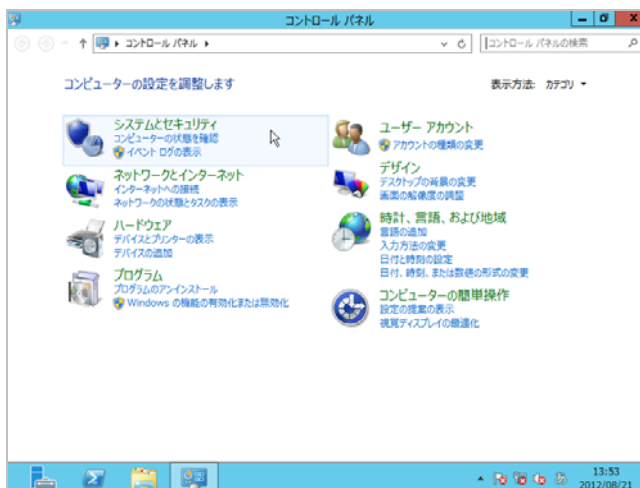 コントロール パネル
コントロール パネル
コントロール パネルの検索
コンピューターの設定を調整します
表示方法: カテゴリ
システムとセキュリティ
コンピューターの状態を確認
イベント ログの表示
ネットワークとインターネット
インターネットへの接続
ネットワークの状態とタスクの表示
ハードウェア
デバイスとプリンターの表示
デバイスの追加
プログラム
プログラムのアンインストール
Windows の機能の有効化または無効化
ユーザー アカウント
アカウントの種類の変更
デザイン
デスクトップの背景の変更
画面の解像度の調整
時計、言語、および地域
言語の追加
入力方法の変更
日付と時刻の設定
日付、時刻、または数値の形式の変更
コンピューターの簡単操作
設定の提案の表示
視覚ディスプレイの最適化
13:53
2012/08/21